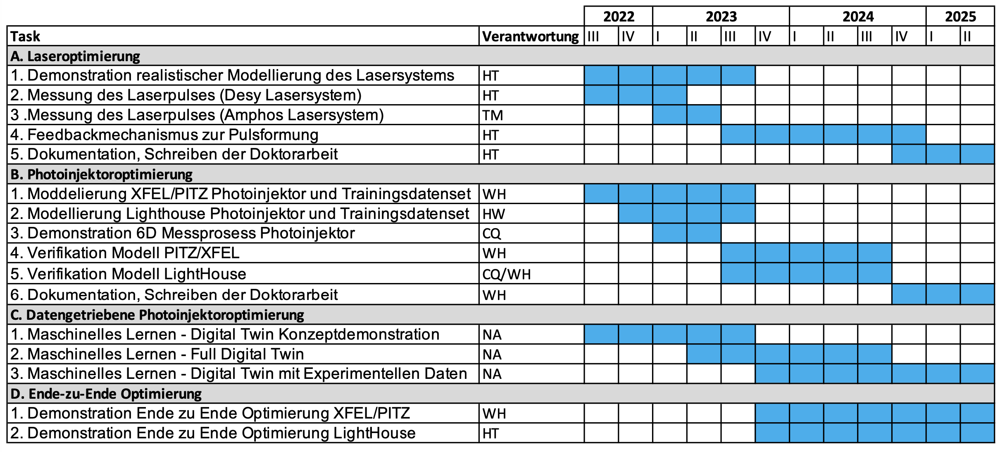 2022 2023 2024 2025
Task Verantwortung III IV I II III IV I II III IV I II
A. Laseroptimierung
1. Demonstration realistischer Modellierung des Lasersystems HT
2. Messung des Laserpulses (Desy Lasersystem) HT
3 .Messung des Laserpulses (Amphos Lasersystem) TM
4. Feedbackmechanismus zur Pulsformung HT
5. Dokumentation, Schreiben der Doktorarbeit HT
B. Photoinjektoroptimierung
1. Moddelierung XFEL/PITZ Photoinjektor und Trainingsdatenset WH
2. Modellierung Lighthouse Photoinjektor und Trainingsdatenset HW
3. Demonstration 6D Messprosess Photoinjektor CQ
4. Verifikation Modell PITZ/XFEL WH
5. Verifikation Modell LightHouse CQ/WH
6. Dokumentation, Schreiben der Doktorarbeit WH
C. Datengetriebene Photoinjektoroptimierung
1. Maschinelles Lernen - Digital Twin Konzeptdemonstration NA
2. Maschinelles Lernen - Full Digital Twin NA
3. Maschinelles Lernen - Digital Twin mit Experimentellen Daten NA
D. Ende-zu-Ende Optimierung
1. Demonstration Ende zu Ende Optimierung XFEL/PITZ WH
2. Demonstration Ende zu Ende Optimierung LightHouse HT